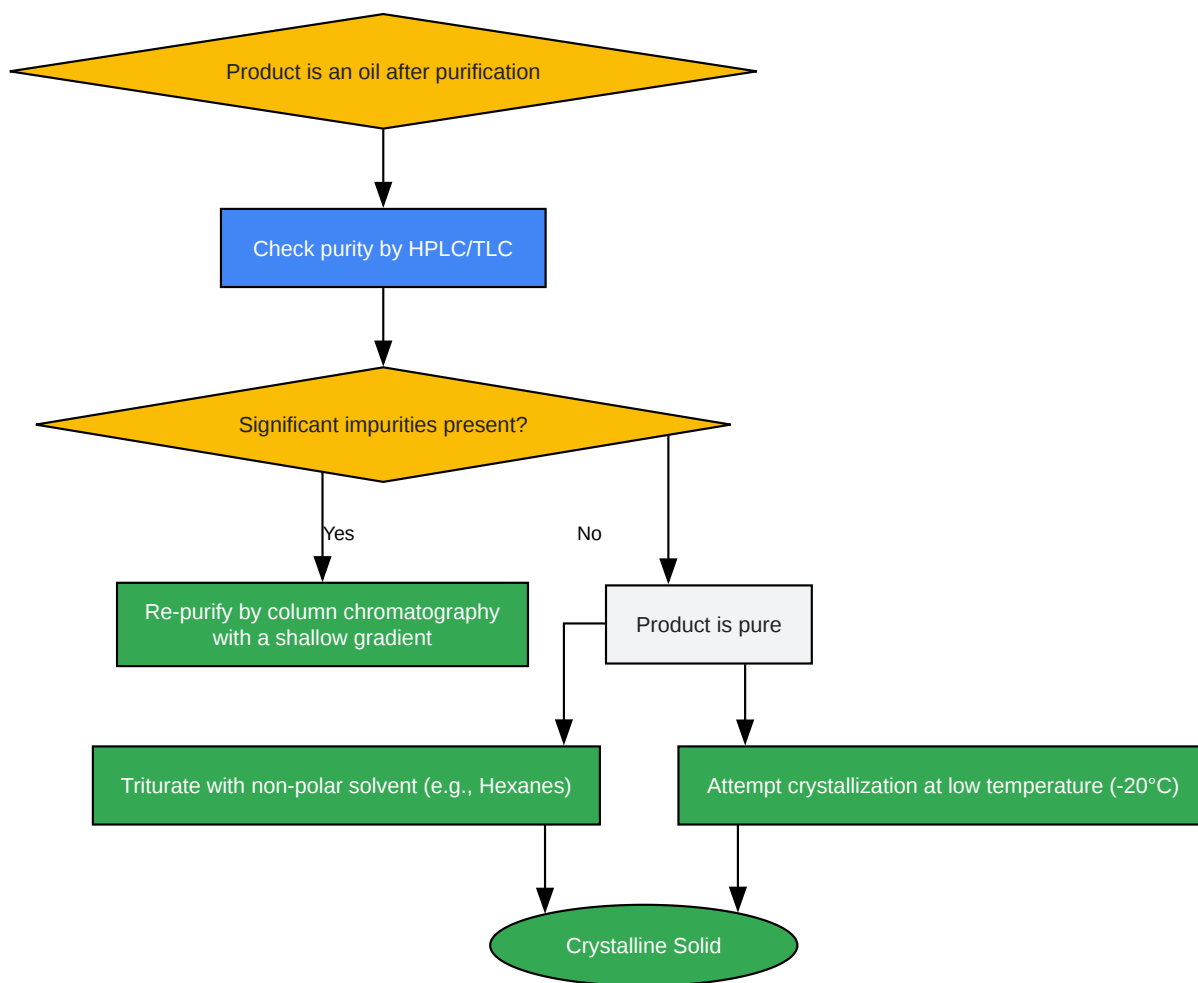 Product is an oil after purification
Check purity by HPLC/TLC
Significant impurities present?
Yes
No
Re-purify by column chromatography
with a shallow gradient
Product is pure
Triturate with non-polar solvent (e.g., Hexanes)
Attempt crystallization at low temperature (-20°C)
Crystalline Solid